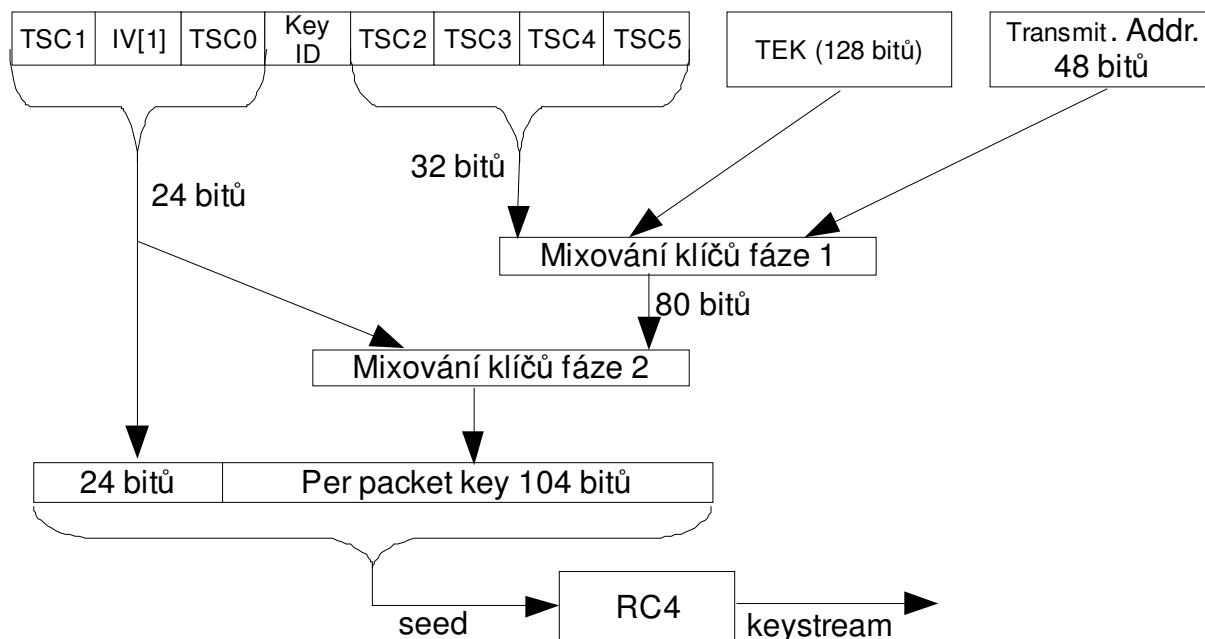 TSC1 IV[1] TSC0 Key ID TSC2 TSC3 TSC4 TSC5
TEK (128 bitů)
Transmit. Addr.
48 bitů
24 bitů
32 bitů
Mixování klíčů fáze 1
80 bitů
Mixování klíčů fáze 2
24 bitů
Per packet key 104 bitů
seed
RC4
keystream